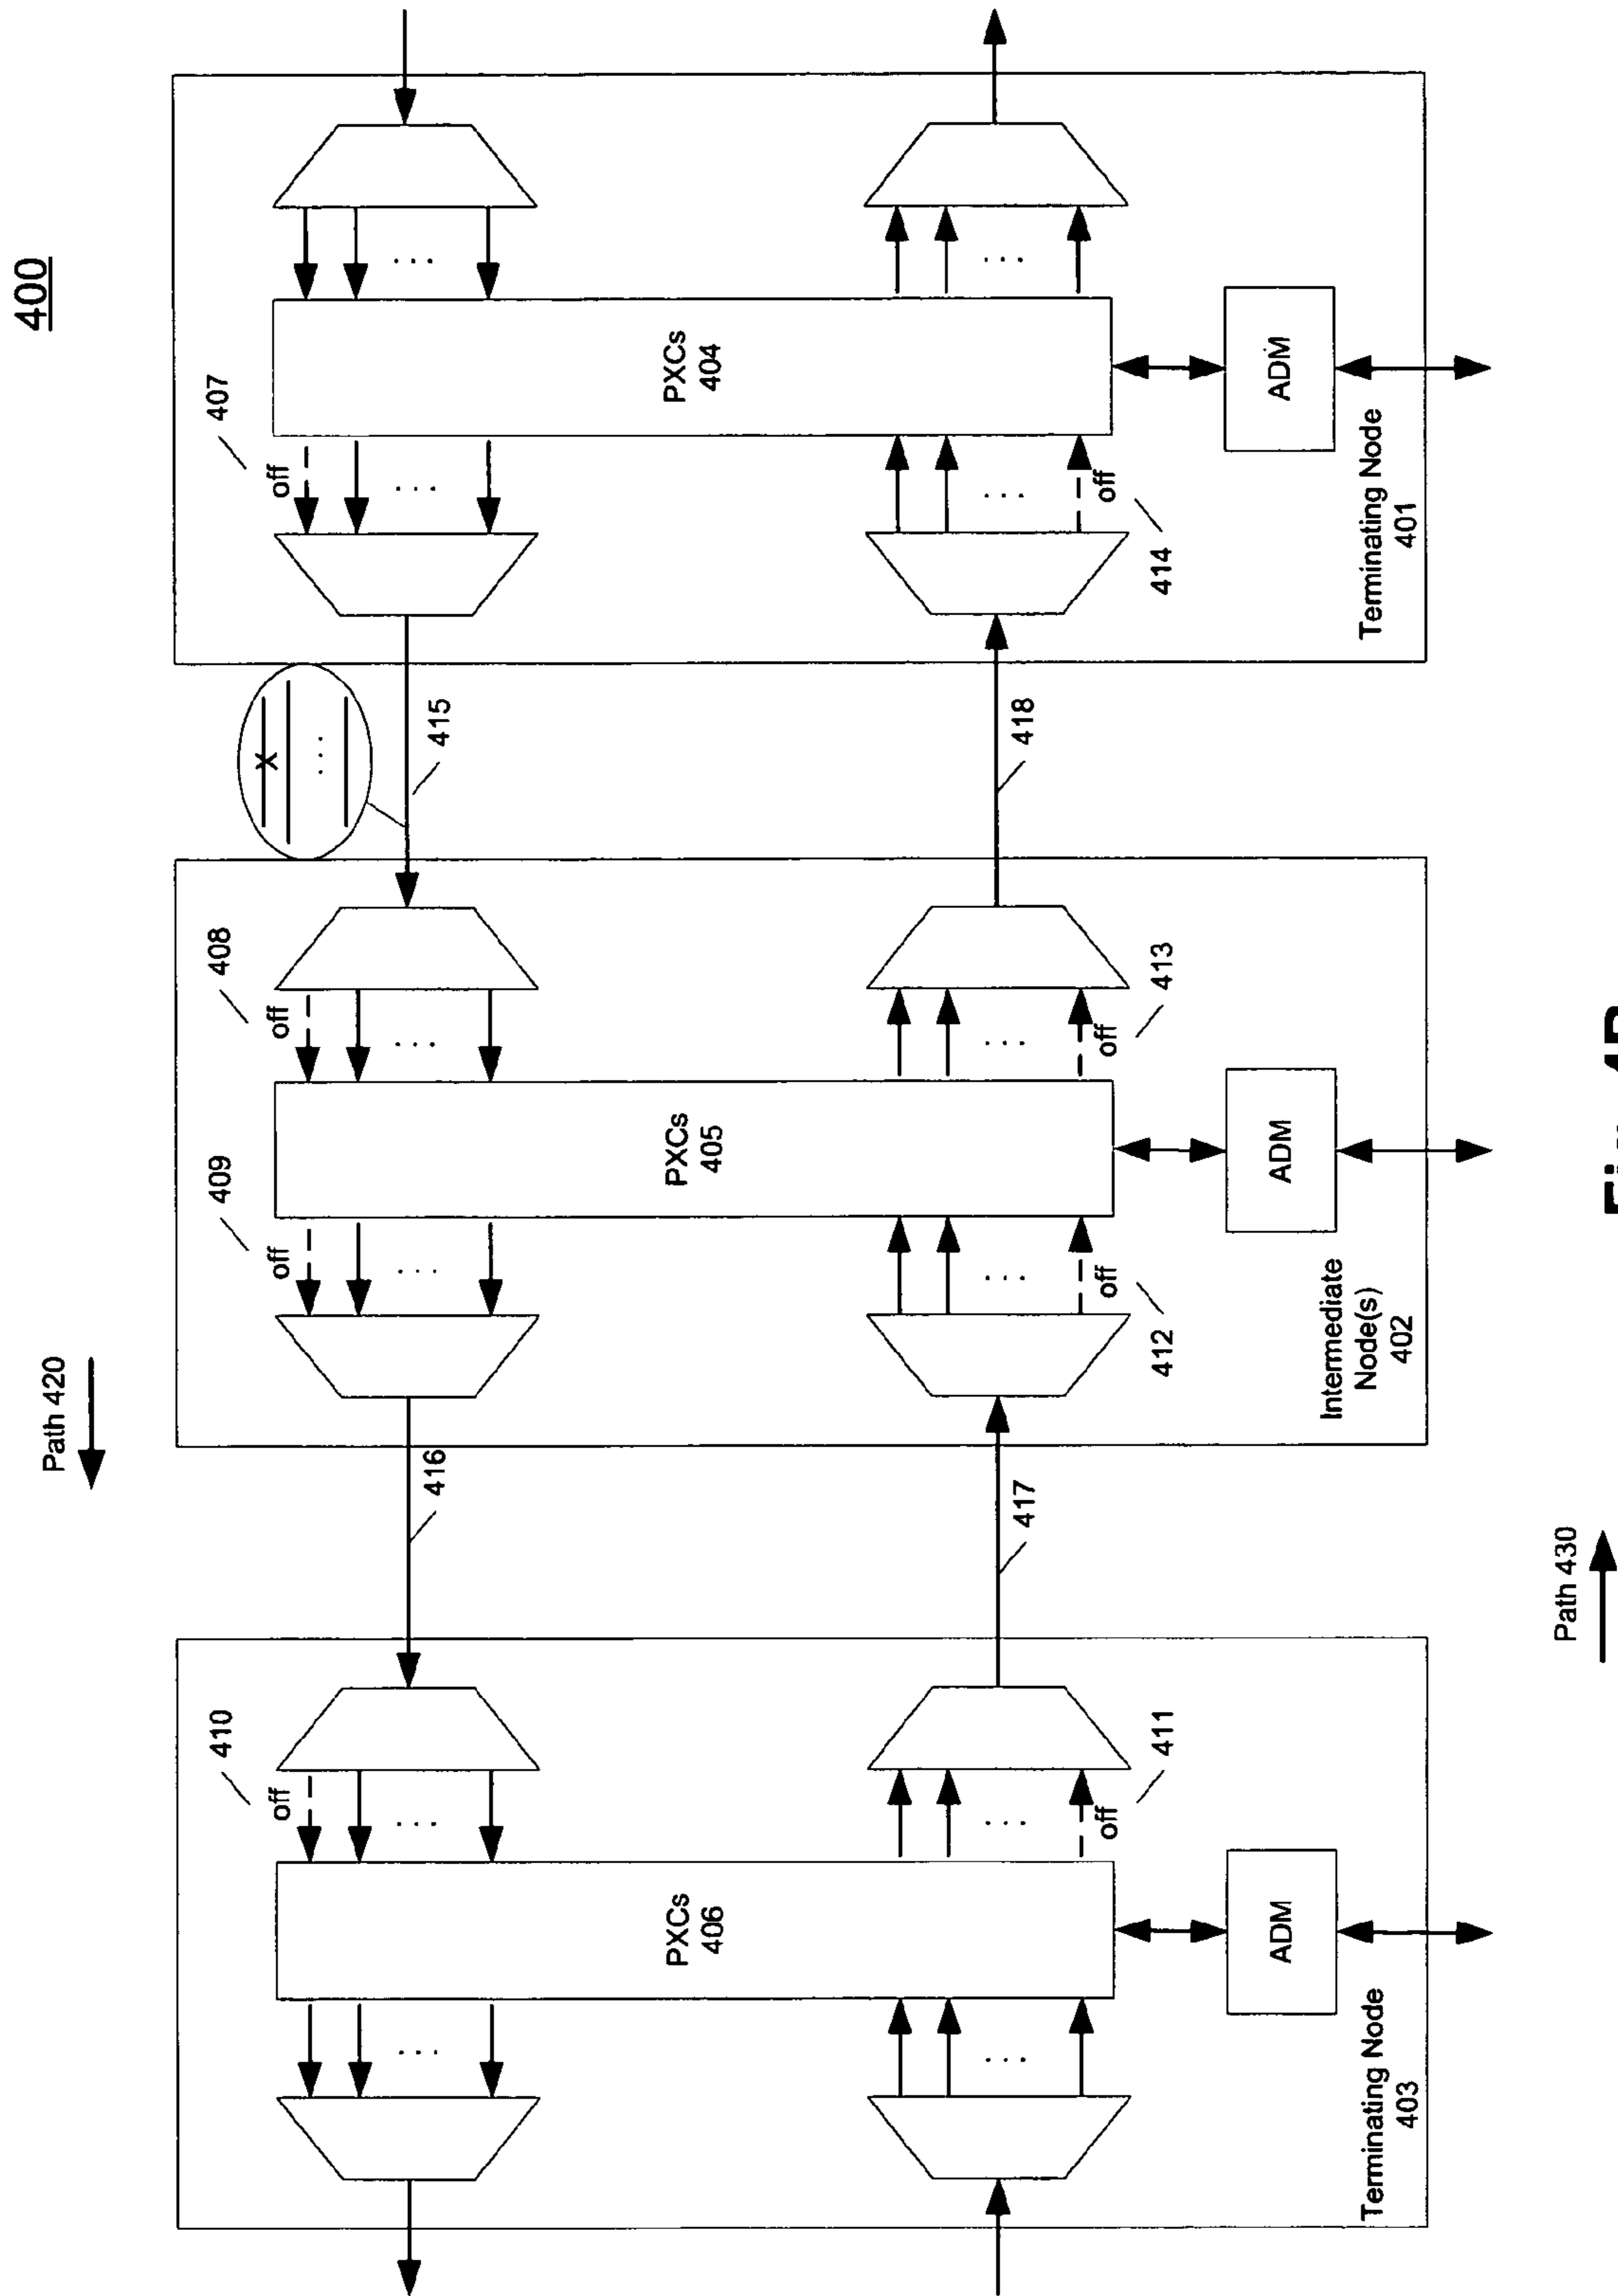 400
Path 420
410
409
408
407
off
off
off
off
X
416
415
PXCs
406
PXCs
405
PXCs
404
417
418
off
off
off
off
411
412
413
414
ADM
ADM
ADM
Terminating Node
403
Intermediate
Node(s)
402
Terminating Node
401
Path 430